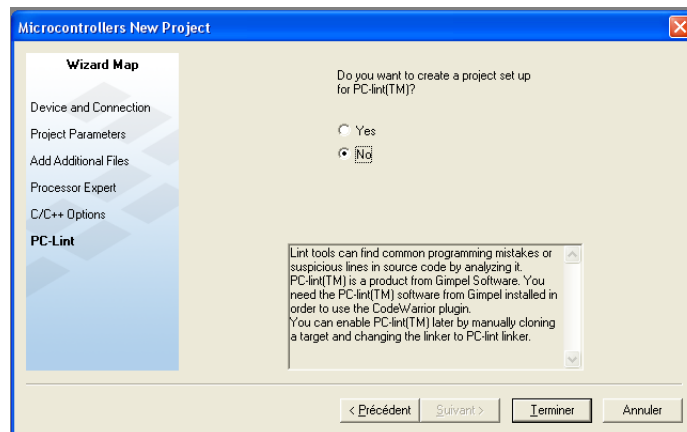 Microcontrollers New Project
Wizard Map
Device and Connection
Project Parameters
Add Additional Files
Processor Expert
C/C++ Options
PC-Lint
Do you want to create a project set up
for PC-lint(TM)?
Yes
No
Lint tools can find common programming mistakes or
suspicious lines in source code by analyzing it.
PC-lint(TM) is a product from Gimpel Software. You
need the PC-lint(TM) software from Gimpel installed in
order to use the CodeWarrior plugin.
You can enable PC-lint(TM) later by manually cloning
a target and changing the linker to PC-lint linker.
< Précédent
Suivant >
Terminer
Annuler